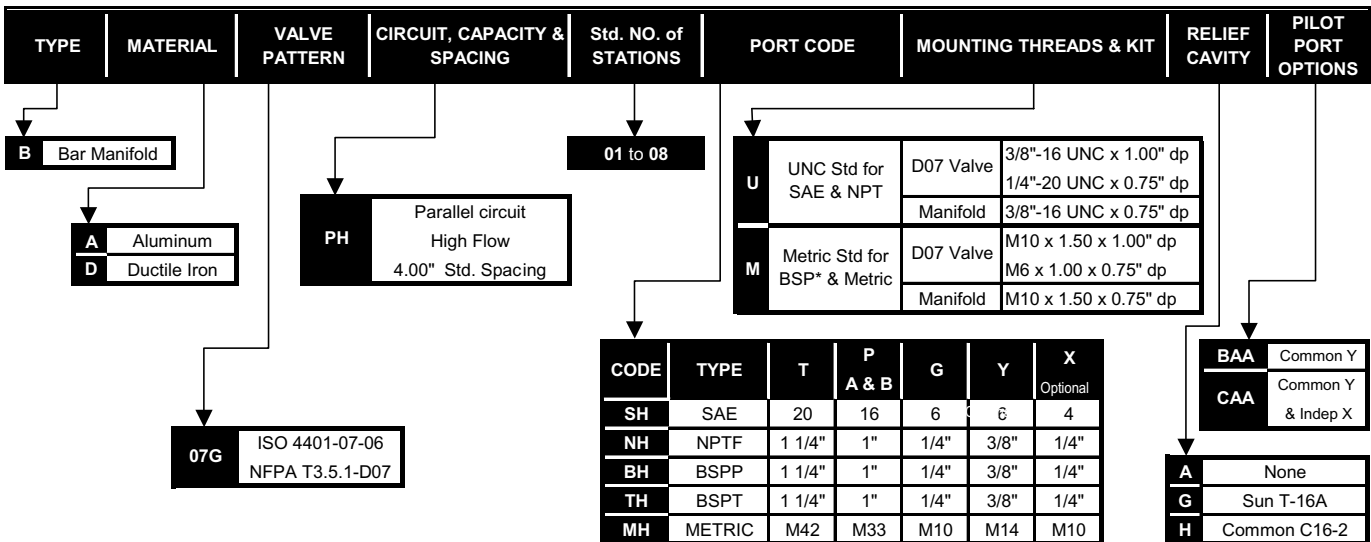 TYPE MATERIAL VALVE PATTERN CIRCUIT, CAPACITY & SPACING Std. NO. of STATIONS PORT CODE MOUNTING THREADS & KIT RELIEF CAVITY PILOT PORT OPTIONS
B Bar Manifold
A Aluminum
D Ductile Iron
07G ISO 4401-07-06
NFPA T3.5.1-D07
PH Parallel circuit
High Flow
4.00" Std. Spacing
01 to 08
U UNC Std for SAE & NPT D07 Valve 3/8"-16 UNC x 1.00" dp
1/4"-20 UNC x 0.75" dp
Manifold 3/8"-16 UNC x 0.75" dp
M Metric Std for BSP* & Metric D07 Valve M10 x 1.50 x 1.00" dp
M6 x 1.00 x 0.75" dp
Manifold M10 x 1.50 x 0.75" dp
CODE TYPE T P A & B G Y X Optional
SH SAE 20 16 6 6 4
NH NPTF 1 1/4" 1" 1/4" 3/8" 1/4"
BH BSPP 1 1/4" 1" 1/4" 3/8" 1/4"
TH BSPT 1 1/4" 1" 1/4" 3/8" 1/4"
MH METRIC M42 M33 M10 M14 M10
BAA Common Y
CAA Common Y
& Indep X
A None
G Sun T-16A
H Common C16-2